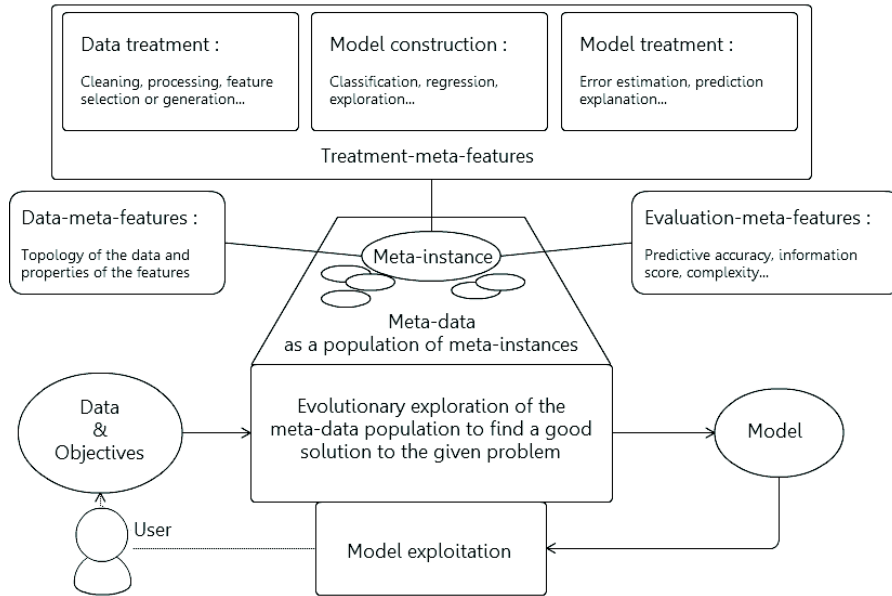 Data treatment :
Cleaning, processing, feature
selection or generation...
Model construction :
Classification, regression,
exploration...
Model treatment :
Error estimation, prediction
explanation...
Treatment-meta-features
Data-meta-features :
Topology of the data and
properties of the features
Meta-instance
Evaluation-meta-features :
Predictive accuracy, information
score, complexity...
Meta-data
as a population of meta-instances
Data
&
Objectives
Evolutionary exploration of the
meta-data population to find a good
solution to the given problem
Model
User
Model exploitation